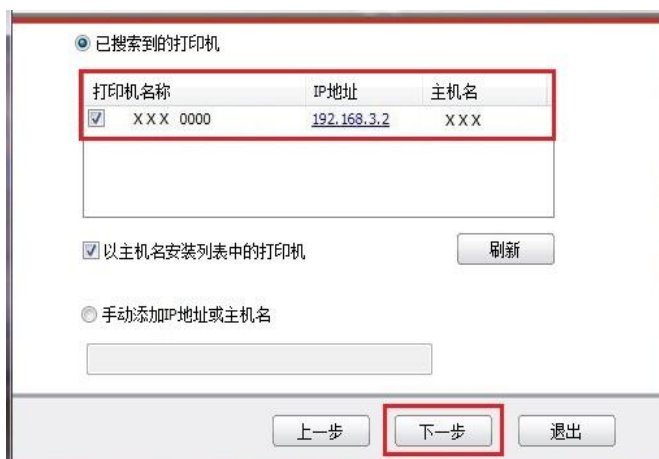 已搜索到的打印机
打印机名称 IP地址 主机名
XXX 0000 192.168.3.2 XXX
以主机名安装列表中的打印机 刷新
手动添加IP地址或主机名
上一步 下一步 退出